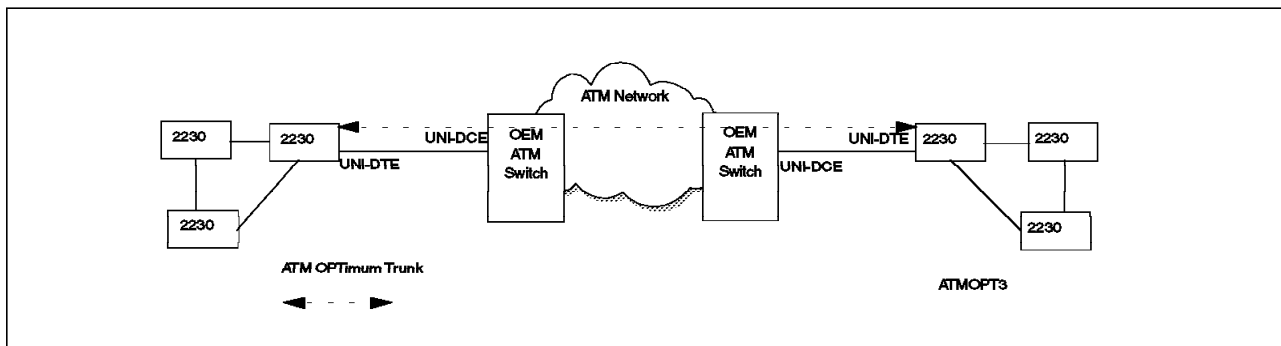 ATM Network
2230
2230
UNI-DCE
UNI-DTE
OEM
ATM
Switch
OEM
ATM
Switch
UNI-DTE
UNI-DCE
2230
2230
2230
2230
ATM OPTimum Trunk
ATMOPT3